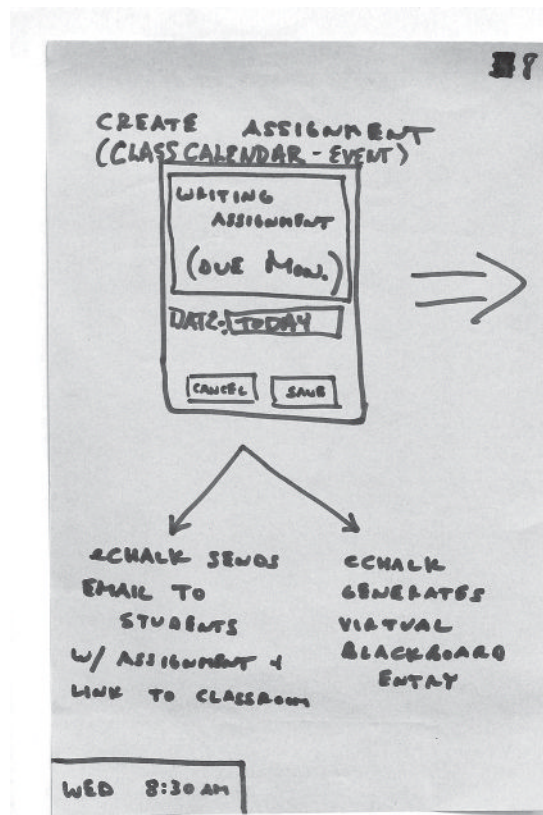 8
CREATE ASSIGNMENT
(CLASS CALENDAR - EVENT)
WRITING
ASSIGNMENT
(DUE MON.)
DATE: TODAY
CANCEL SAVE
eCHALK SENDS
EMAIL TO
STUDENTS
W/ ASSIGNMENT &
LINK TO CLASSROOM
eCHALK
GENERATES
VIRTUAL
BLACKBOARD
ENTRY
WED 8:30 AM